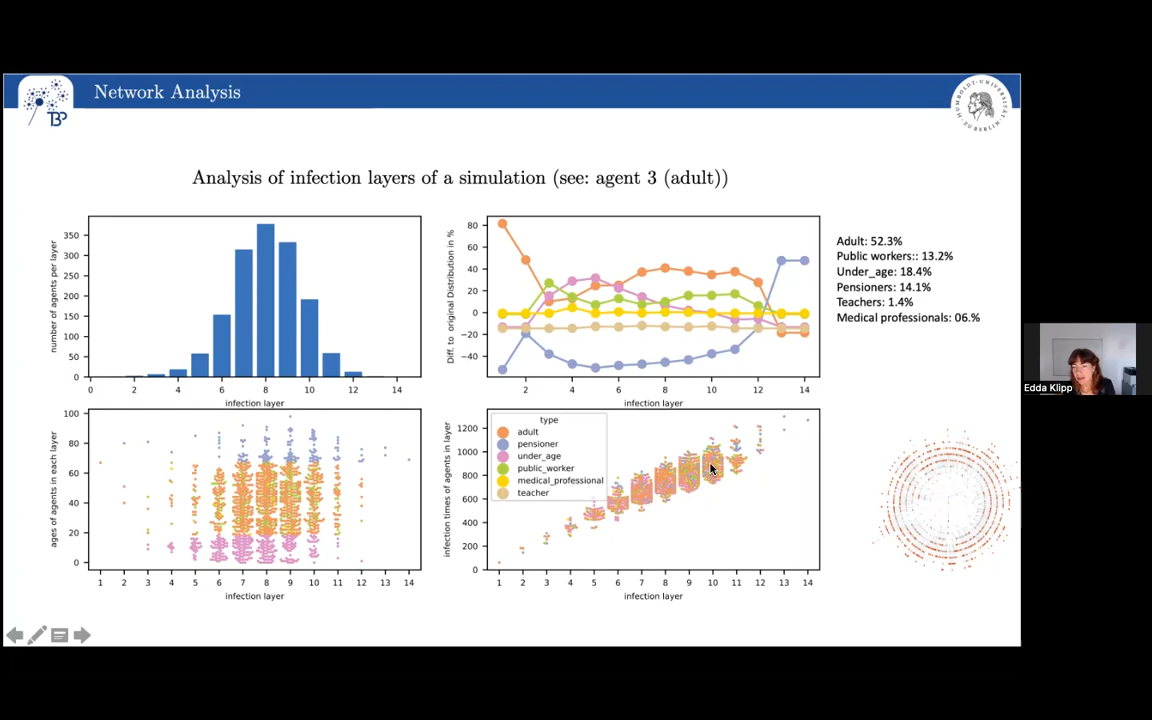 Network Analysis
TBP
HUMBOLDT-UNIVERSITÄT ZU BERLIN
Analysis of infection layers of a simulation (see: agent 3 (adult))
number of agents per layer
350
300
250
200
150
100
50
0
0 2 4 6 8 10 12 14
infection layer
Diff. to original Distribution in %
80
60
40
20
0
−20
−40
2 4 6 8 10 12 14
infection layer
Adult: 52.3%
Public workers:: 13.2%
Under_age: 18.4%
Pensioners: 14.1%
Teachers: 1.4%
Medical professionals: 06.%
Edda Klipp
ages of agents in each layer
100
80
60
40
20
0
1 2 3 4 5 6 7 8 9 10 11 12 13 14
infection layer
infection times of agents in layer
1200
1000
800
600
400
200
0
type
adult
pensioner
under_age
public_worker
medical_professional
teacher
1 2 3 4 5 6 7 8 9 10 11 12 13 14
infection layer